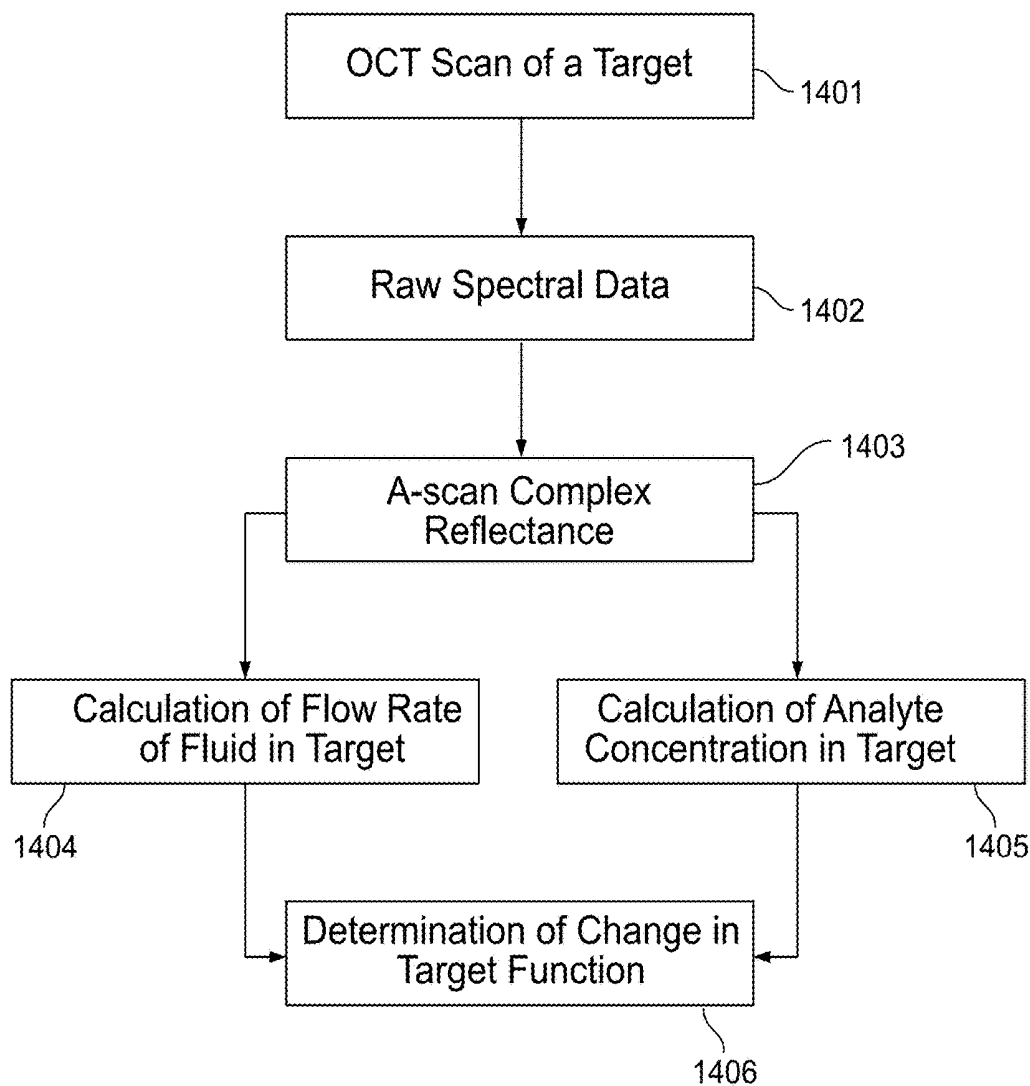 OCT Scan of a Target
1401
Raw Spectral Data
1402
1403
A-scan Complex
Reflectance
Calculation of Flow Rate
of Fluid in Target
1404
Calculation of Analyte
Concentration in Target
1405
Determination of Change in
Target Function
1406